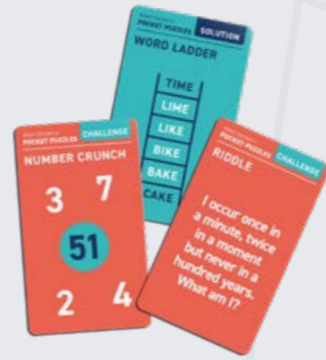 POCKET PUZZLES
SOLUTION
WORD LADDER
TIME
LIME
LIKE
BIKE
BAKE
CAKE
POCKET PUZZLES
CHALLENGE
NUMBER CRUNCH
3 7
51
2 4
POCKET PUZZLES
CHALLENGE
RIDDLE
I occur once in
a minute, twice
in a moment
but never in a
hundred years.
What am I?